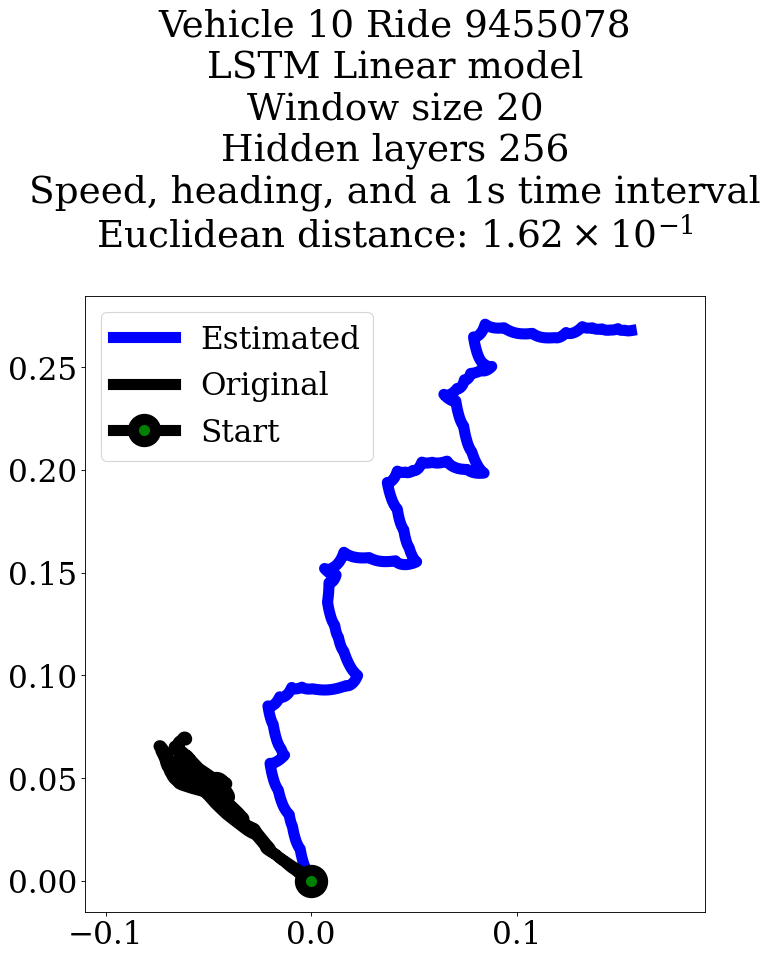 Vehicle 10 Ride 9455078
LSTM Linear model
Window size 20
Hidden layers 256
Speed, heading, and a 1s time interval
Euclidean distance: 1.62 × 10⁻¹
Estimated
Original
Start
0.25
0.20
0.15
0.10
0.05
0.00
−0.1 0.0 0.1